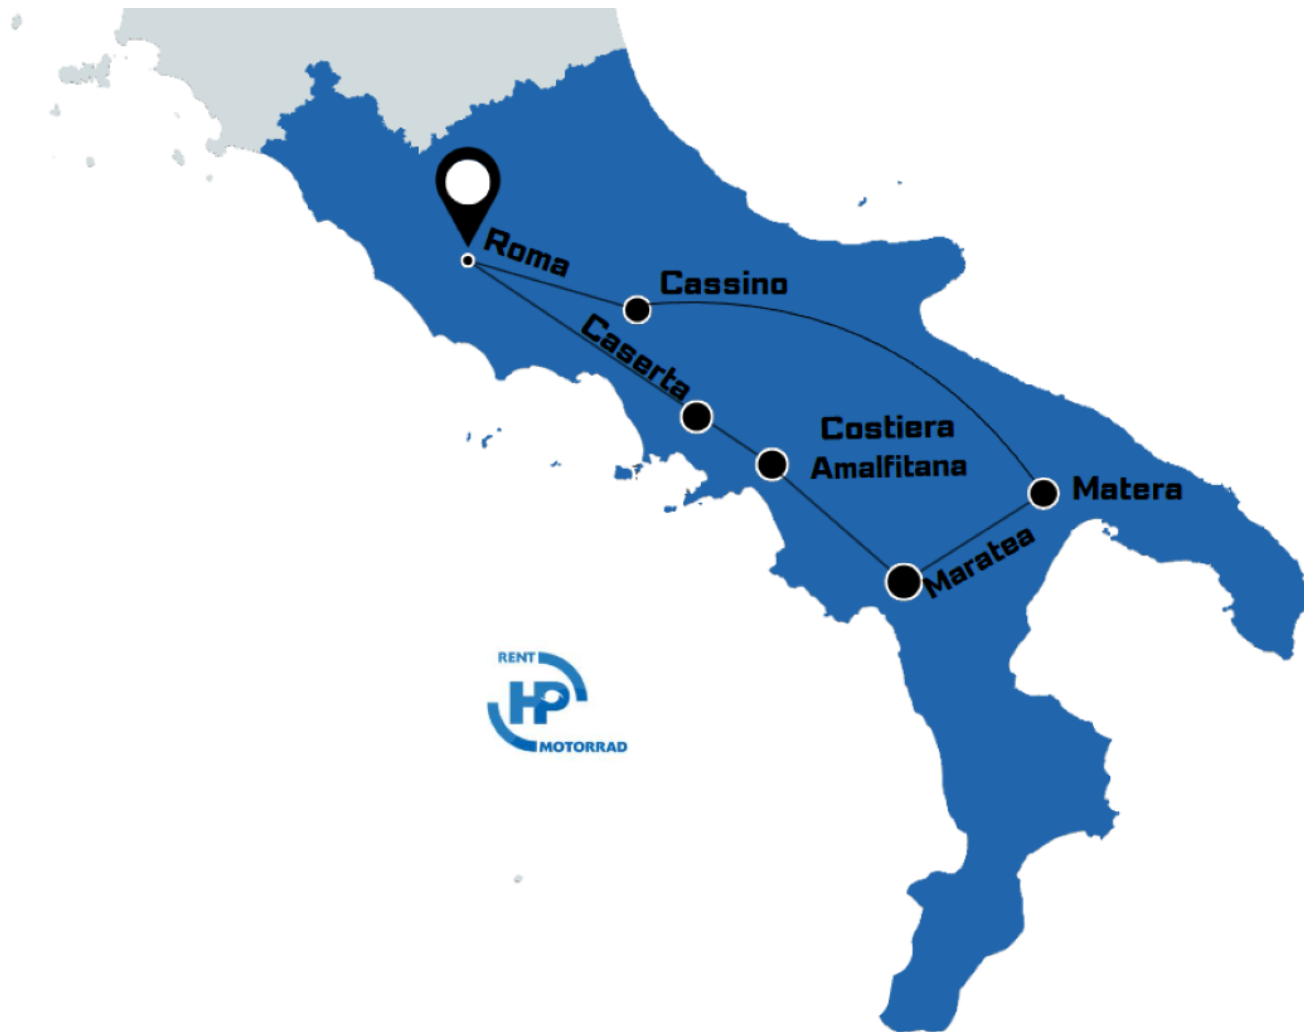 Roma
Cassino
Caserta
Costiera
Amalfitana
Matera
Maratea
RENT
HP
MOTORRAD